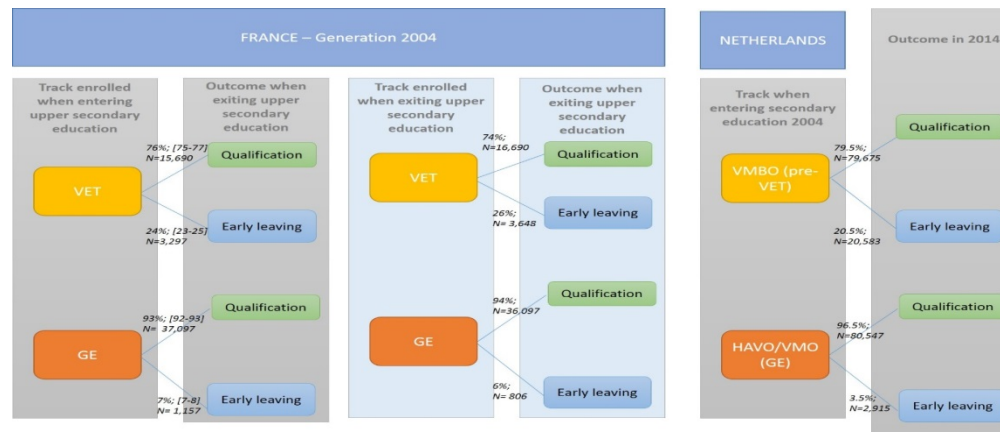 FRANCE – Generation 2004
Track enrolled
when entering
upper secondary
education
Outcome when
exiting upper
secondary
education
76%; [75-77]
N=15,690
Qualification
VET
24%; [23-25]
N=3,297
Early leaving
93%; [92-93]
N= 37,097
Qualification
GE
7%; [7-8]
N= 1,157
Early leaving
Track enrolled
when exiting upper
secondary
education
Outcome when
exiting upper
secondary
education
74%;
N=16,690
Qualification
VET
26%;
N= 3,648
Early leaving
94%;
N=36,097
Qualification
GE
6%;
N= 806
Early leaving
NETHERLANDS
Outcome in 2014
Track when
entering secondary
education 2004
79.5%;
N=79,675
Qualification
VMBO (pre-
VET)
20.5%;
N=20,583
Early leaving
96.5%;
N=80,547
Qualification
HAVO/VMO
(GE)
3.5%;
N=2,915
Early leaving